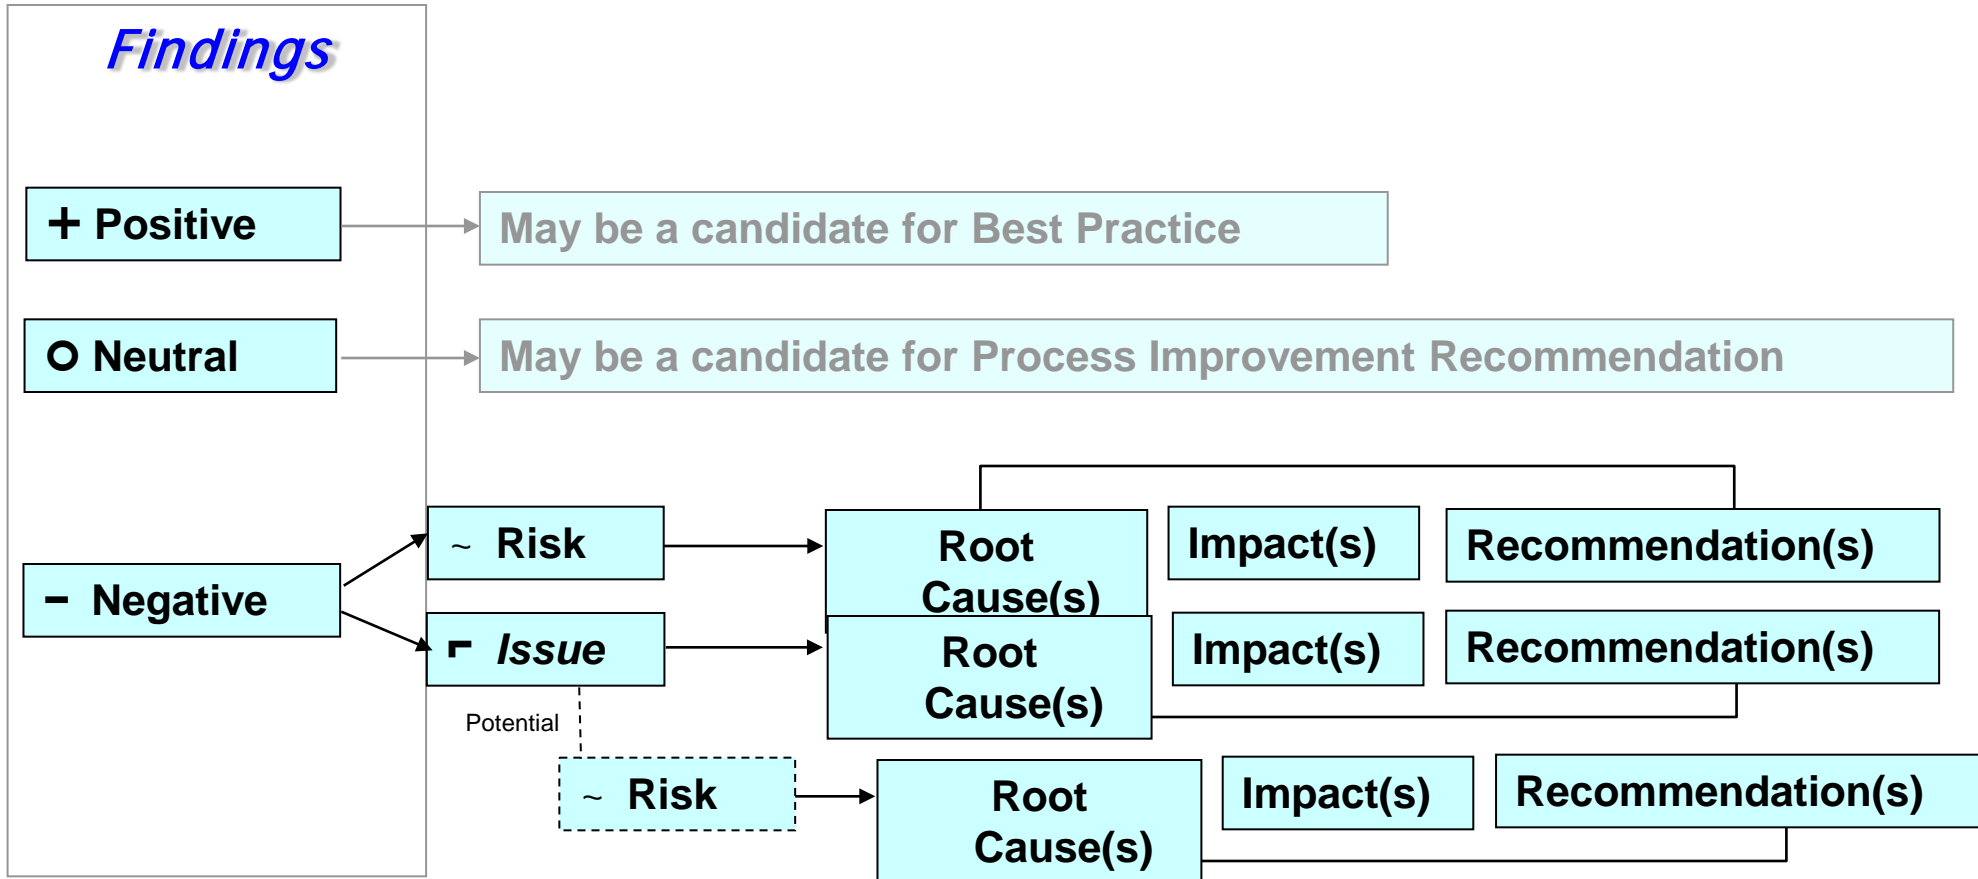 Findings
+ Positive
May be a candidate for Best Practice
O Neutral
May be a candidate for Process Improvement Recommendation
- Negative
~ Risk
Root
Cause(s)
Impact(s)
Recommendation(s)
⌐ Issue
Root
Cause(s)
Impact(s)
Recommendation(s)
Potential
~ Risk
Root
Cause(s)
Impact(s)
Recommendation(s)